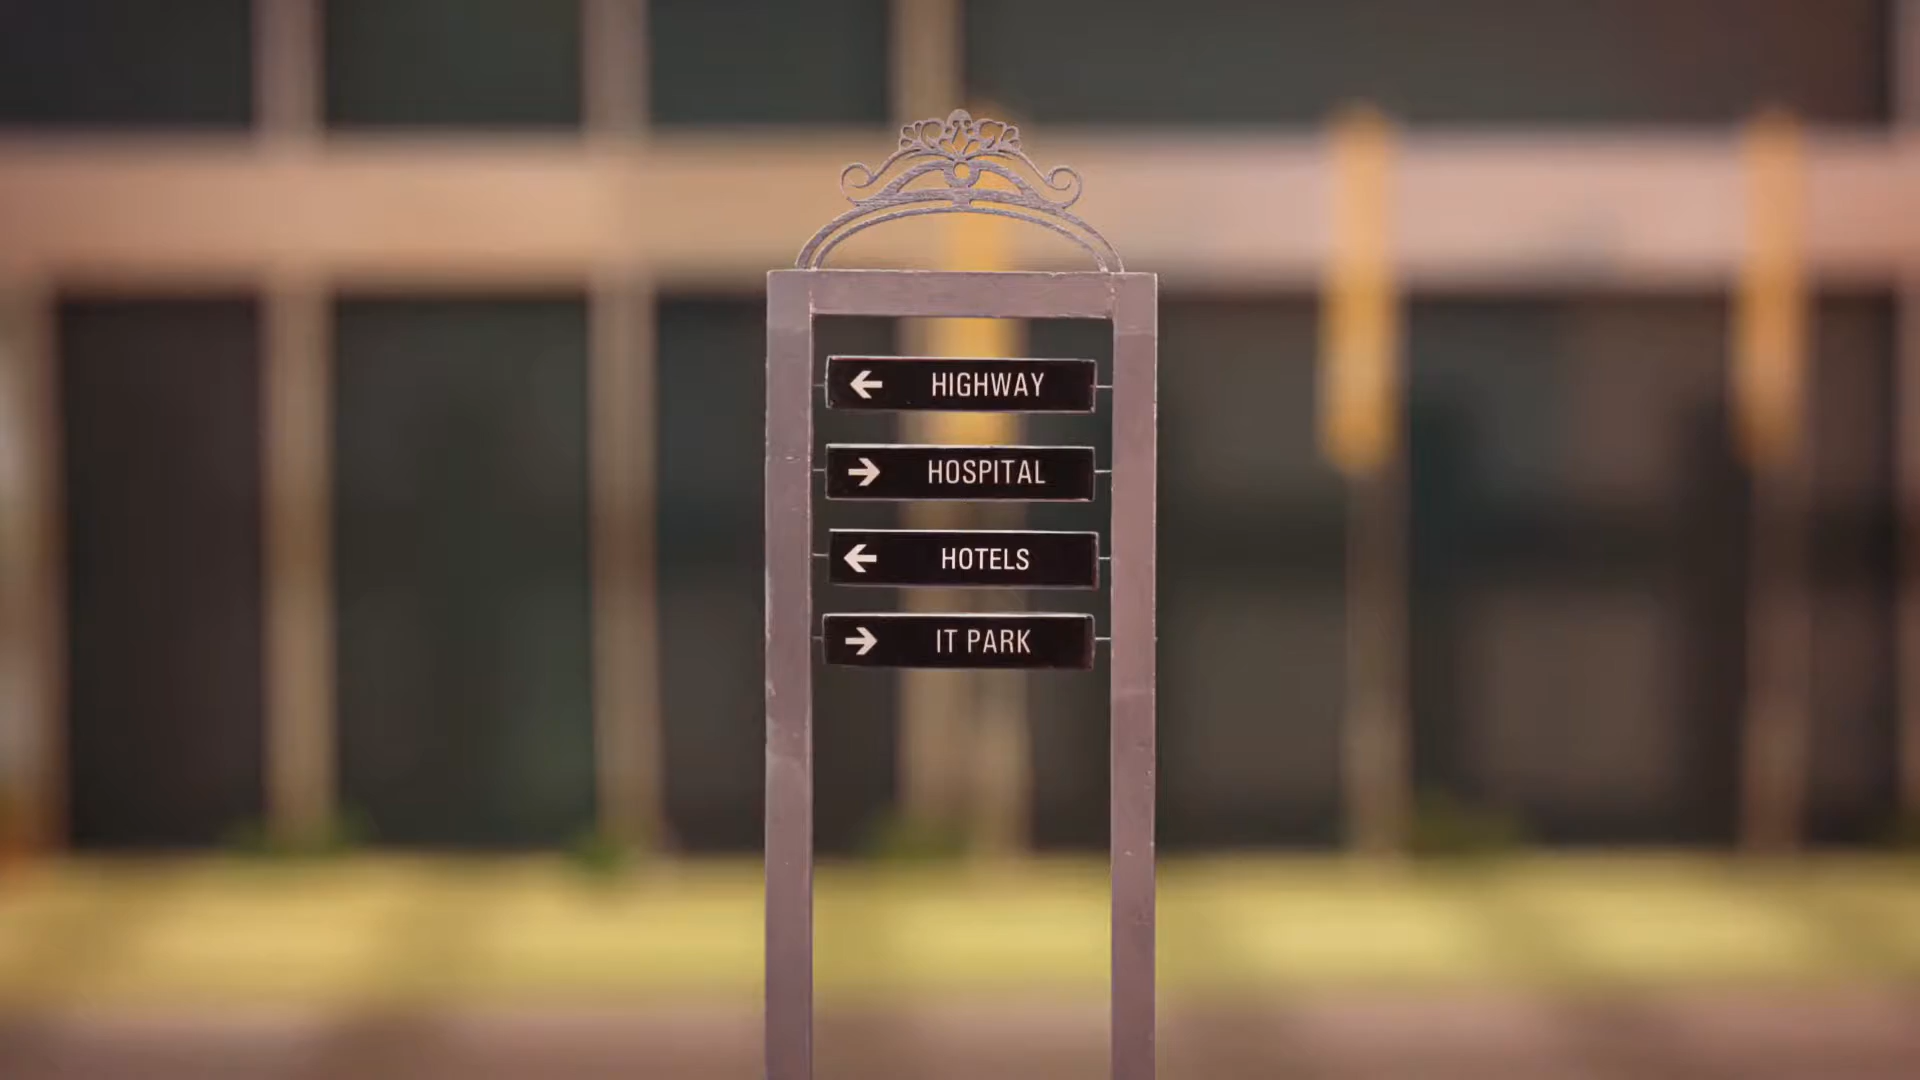 ← HIGHWAY
→ HOSPITAL
← HOTELS
→ IT PARK